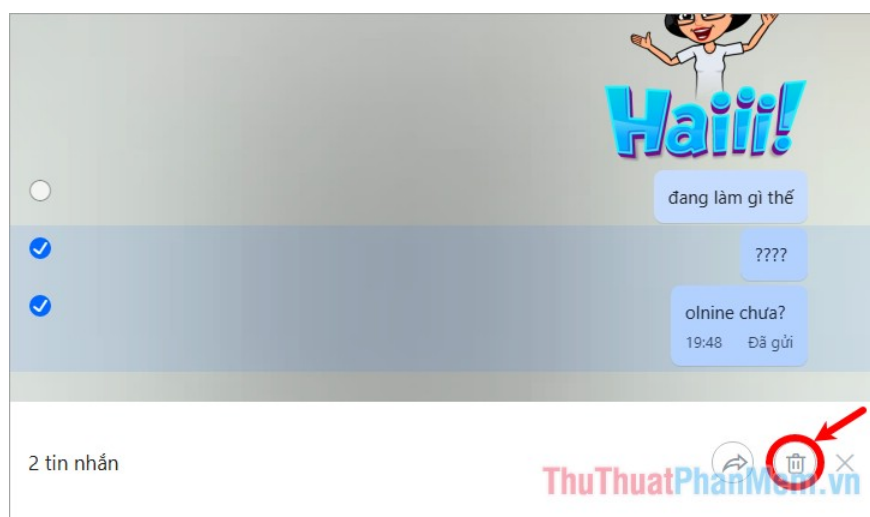 Haiii!
đang làm gì thế
????
olnine chưa?
19:48 Đã gửi
2 tin nhắn
ThuThuatPhanMem.vn